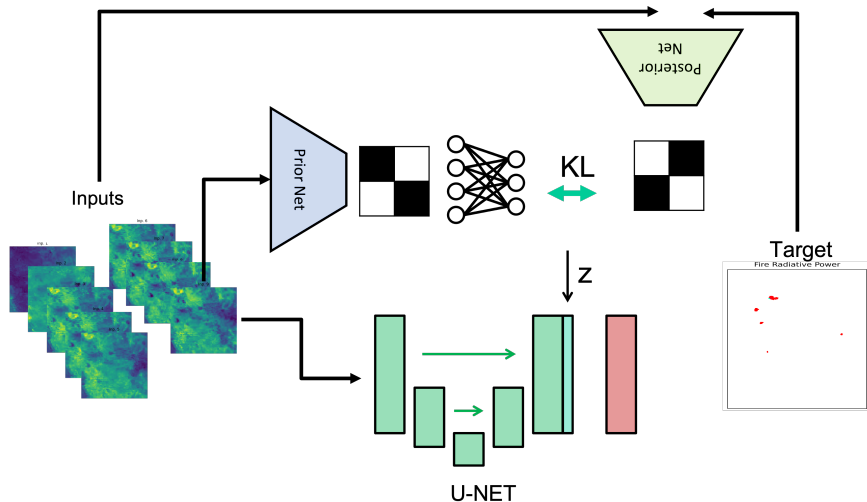 Posterior
Net
Prior Net
KL
Inputs
z
Target
Fire Radiative Power
U-NET